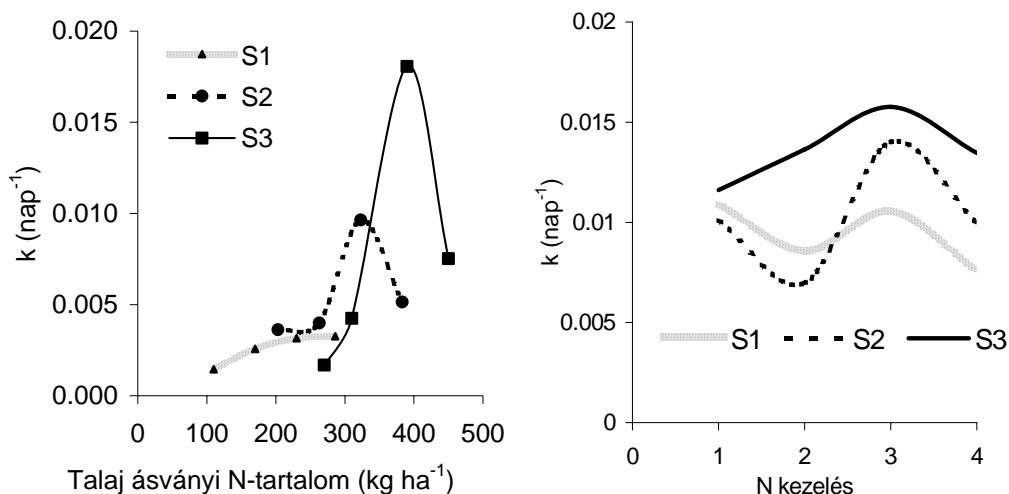 0.020
0.015
0.010
0.005
0.000
k (nap⁻¹)
S1
S2
S3
0 100 200 300 400 500
Talaj ásványi N-tartalom (kg ha⁻¹)
0.02
0.015
0.01
0.005
0
k (nap⁻¹)
S1 S2 S3
0 1 2 3 4
N kezelés